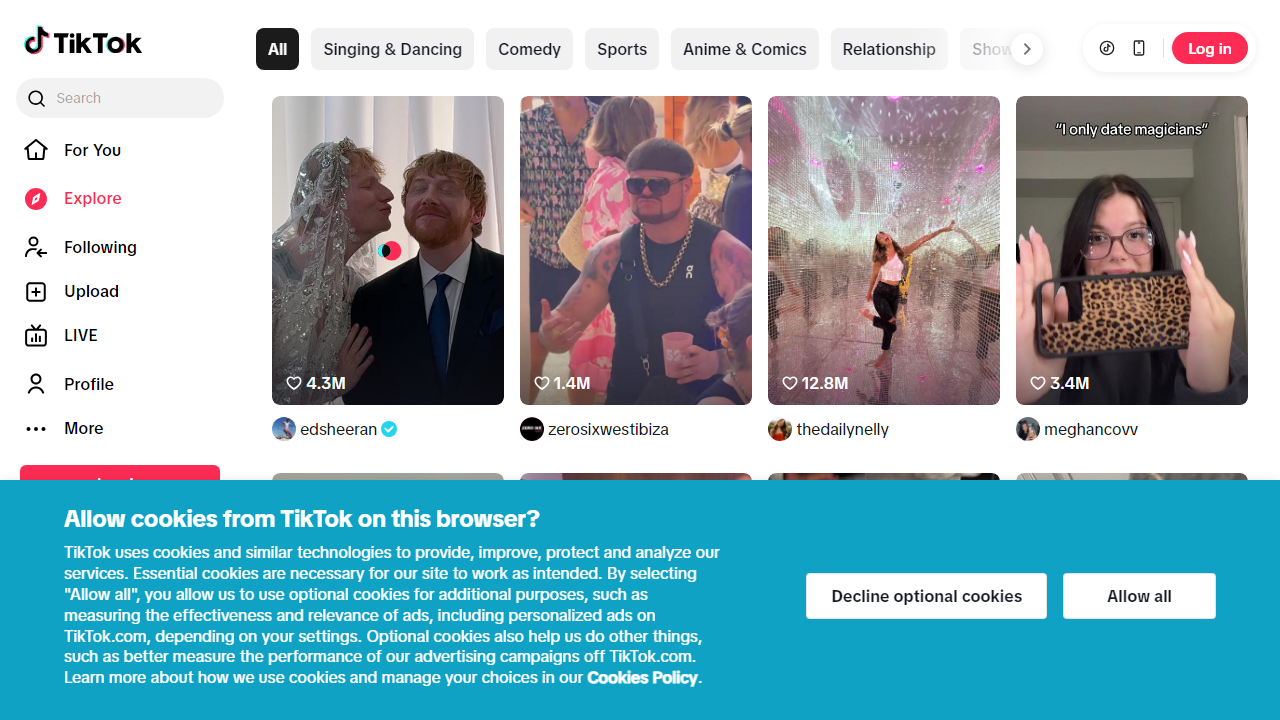 TikTok
Search
For You
Explore
Following
Upload
LIVE
Profile
More
All
Singing & Dancing
Comedy
Sports
Anime & Comics
Relationship
Log in
4.3M
edsheeran
1.4M
zerosixwestibiza
12.8M
thedailynelly
"I only date magicians"
3.4M
meghancovv
Allow cookies from TikTok on this browser?
TikTok uses cookies and similar technologies to provide, improve, protect and analyze our
services. Essential cookies are necessary for our site to work as intended. By selecting
"Allow all", you allow us to use optional cookies for additional purposes, such as
measuring the effectiveness and relevance of ads, including personalized ads on
TikTok.com, depending on your settings. Optional cookies also help us do other things,
such as better measure the performance of our advertising campaigns off TikTok.com.
Learn more about how we use cookies and manage your choices in our Cookies Policy.
Decline optional cookies
Allow all